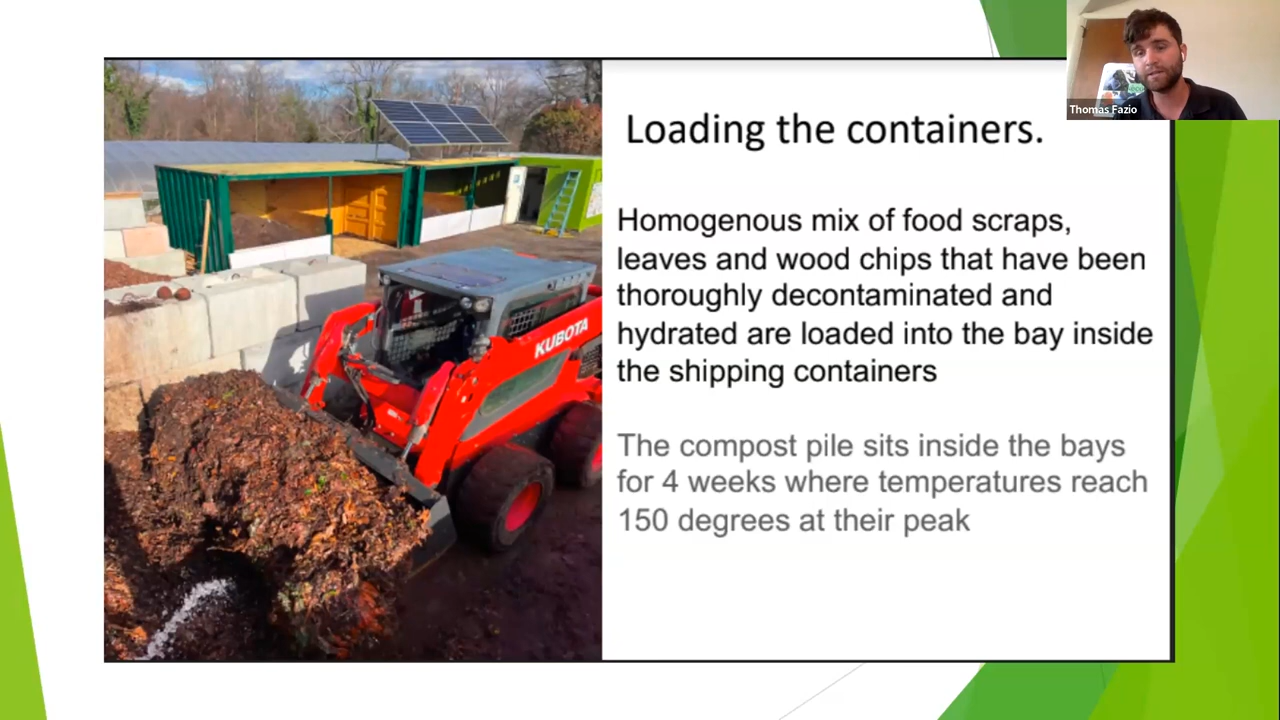 Thomas Fazio
Loading the containers.
Homogenous mix of food scraps,
leaves and wood chips that have been
thoroughly decontaminated and
hydrated are loaded into the bay inside
the shipping containers
The compost pile sits inside the bays
for 4 weeks where temperatures reach
150 degrees at their peak
KUBOTA